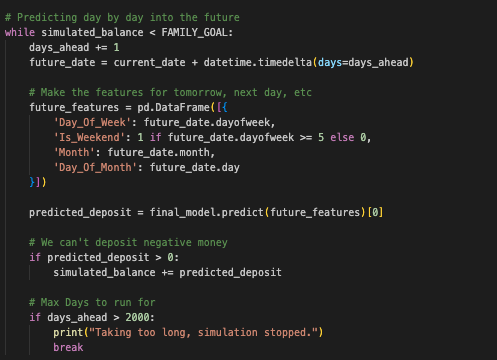 # Predicting day by day into the future
while simulated_balance < FAMILY_GOAL:
    days_ahead += 1
    future_date = current_date + datetime.timedelta(days=days_ahead)

    # Make the features for tomorrow, next day, etc
    future_features = pd.DataFrame([{
        'Day_Of_Week': future_date.dayofweek,
        'Is_Weekend': 1 if future_date.dayofweek >= 5 else 0,
        'Month': future_date.month,
        'Day_Of_Month': future_date.day
    }])

    predicted_deposit = final_model.predict(future_features)[0]

    # We can't deposit negative money
    if predicted_deposit > 0:
        simulated_balance += predicted_deposit

    # Max Days to run for
    if days_ahead > 2000:
        print("Taking too long, simulation stopped.")
        break